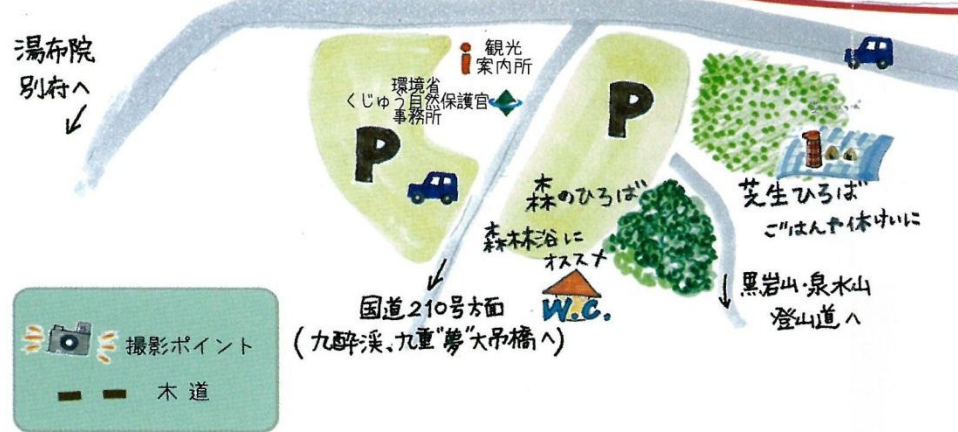 湯布院
別府へ
i 観光
案内所
環境省
くじゅう自然保護官
事務所
P
P
森のひろば
森林浴に
オススメ
W.C.
芝生ひろば
ごはんや休けいに
国道210号方面
(九酔渓、九重"夢"大吊橋へ)
黒岩山・泉水山
登山道へ
撮影ポイント
木道